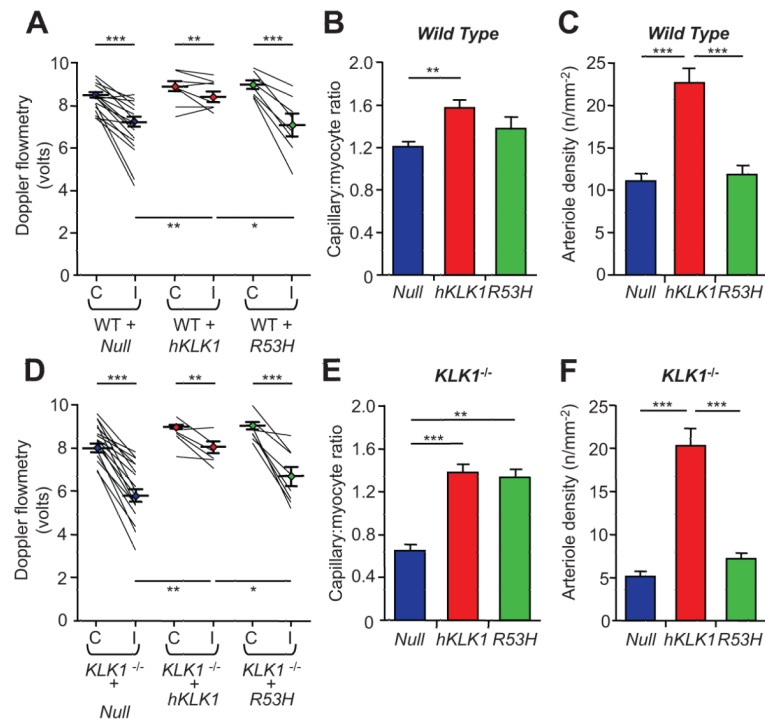 A
***
**
***
Doppler flowmetry
(volts)
10
8
6
4
2
0
**
*
C I C I C I
WT + WT + WT +
Null hKLK1 R53H
B
Wild Type
Capillary:myocyte ratio
2.0
1.6
1.2
0.8
0.4
0
**
Null hKLK1 R53H
C
Arteriole density (n/mm-2)
25
20
15
10
5
0
*** ***
Null hKLK1 R53H
D
***
**
***
Doppler flowmetry
(volts)
10
8
6
4
2
0
**
*
C I C I C I
KLK1 -/- KLK1 -/- KLK1 -/-
+ + +
Null hKLK1 R53H
E
KLK1-/-
Capillary:myocyte ratio
2.0
1.6
1.2
0.8
0.4
**
***
Null hKLK1 R53H
F
KLK1-/-
Arteriole density (n/mm-2)
25
20
15
10
5
0
*** ***
Null hKLK1 R53H